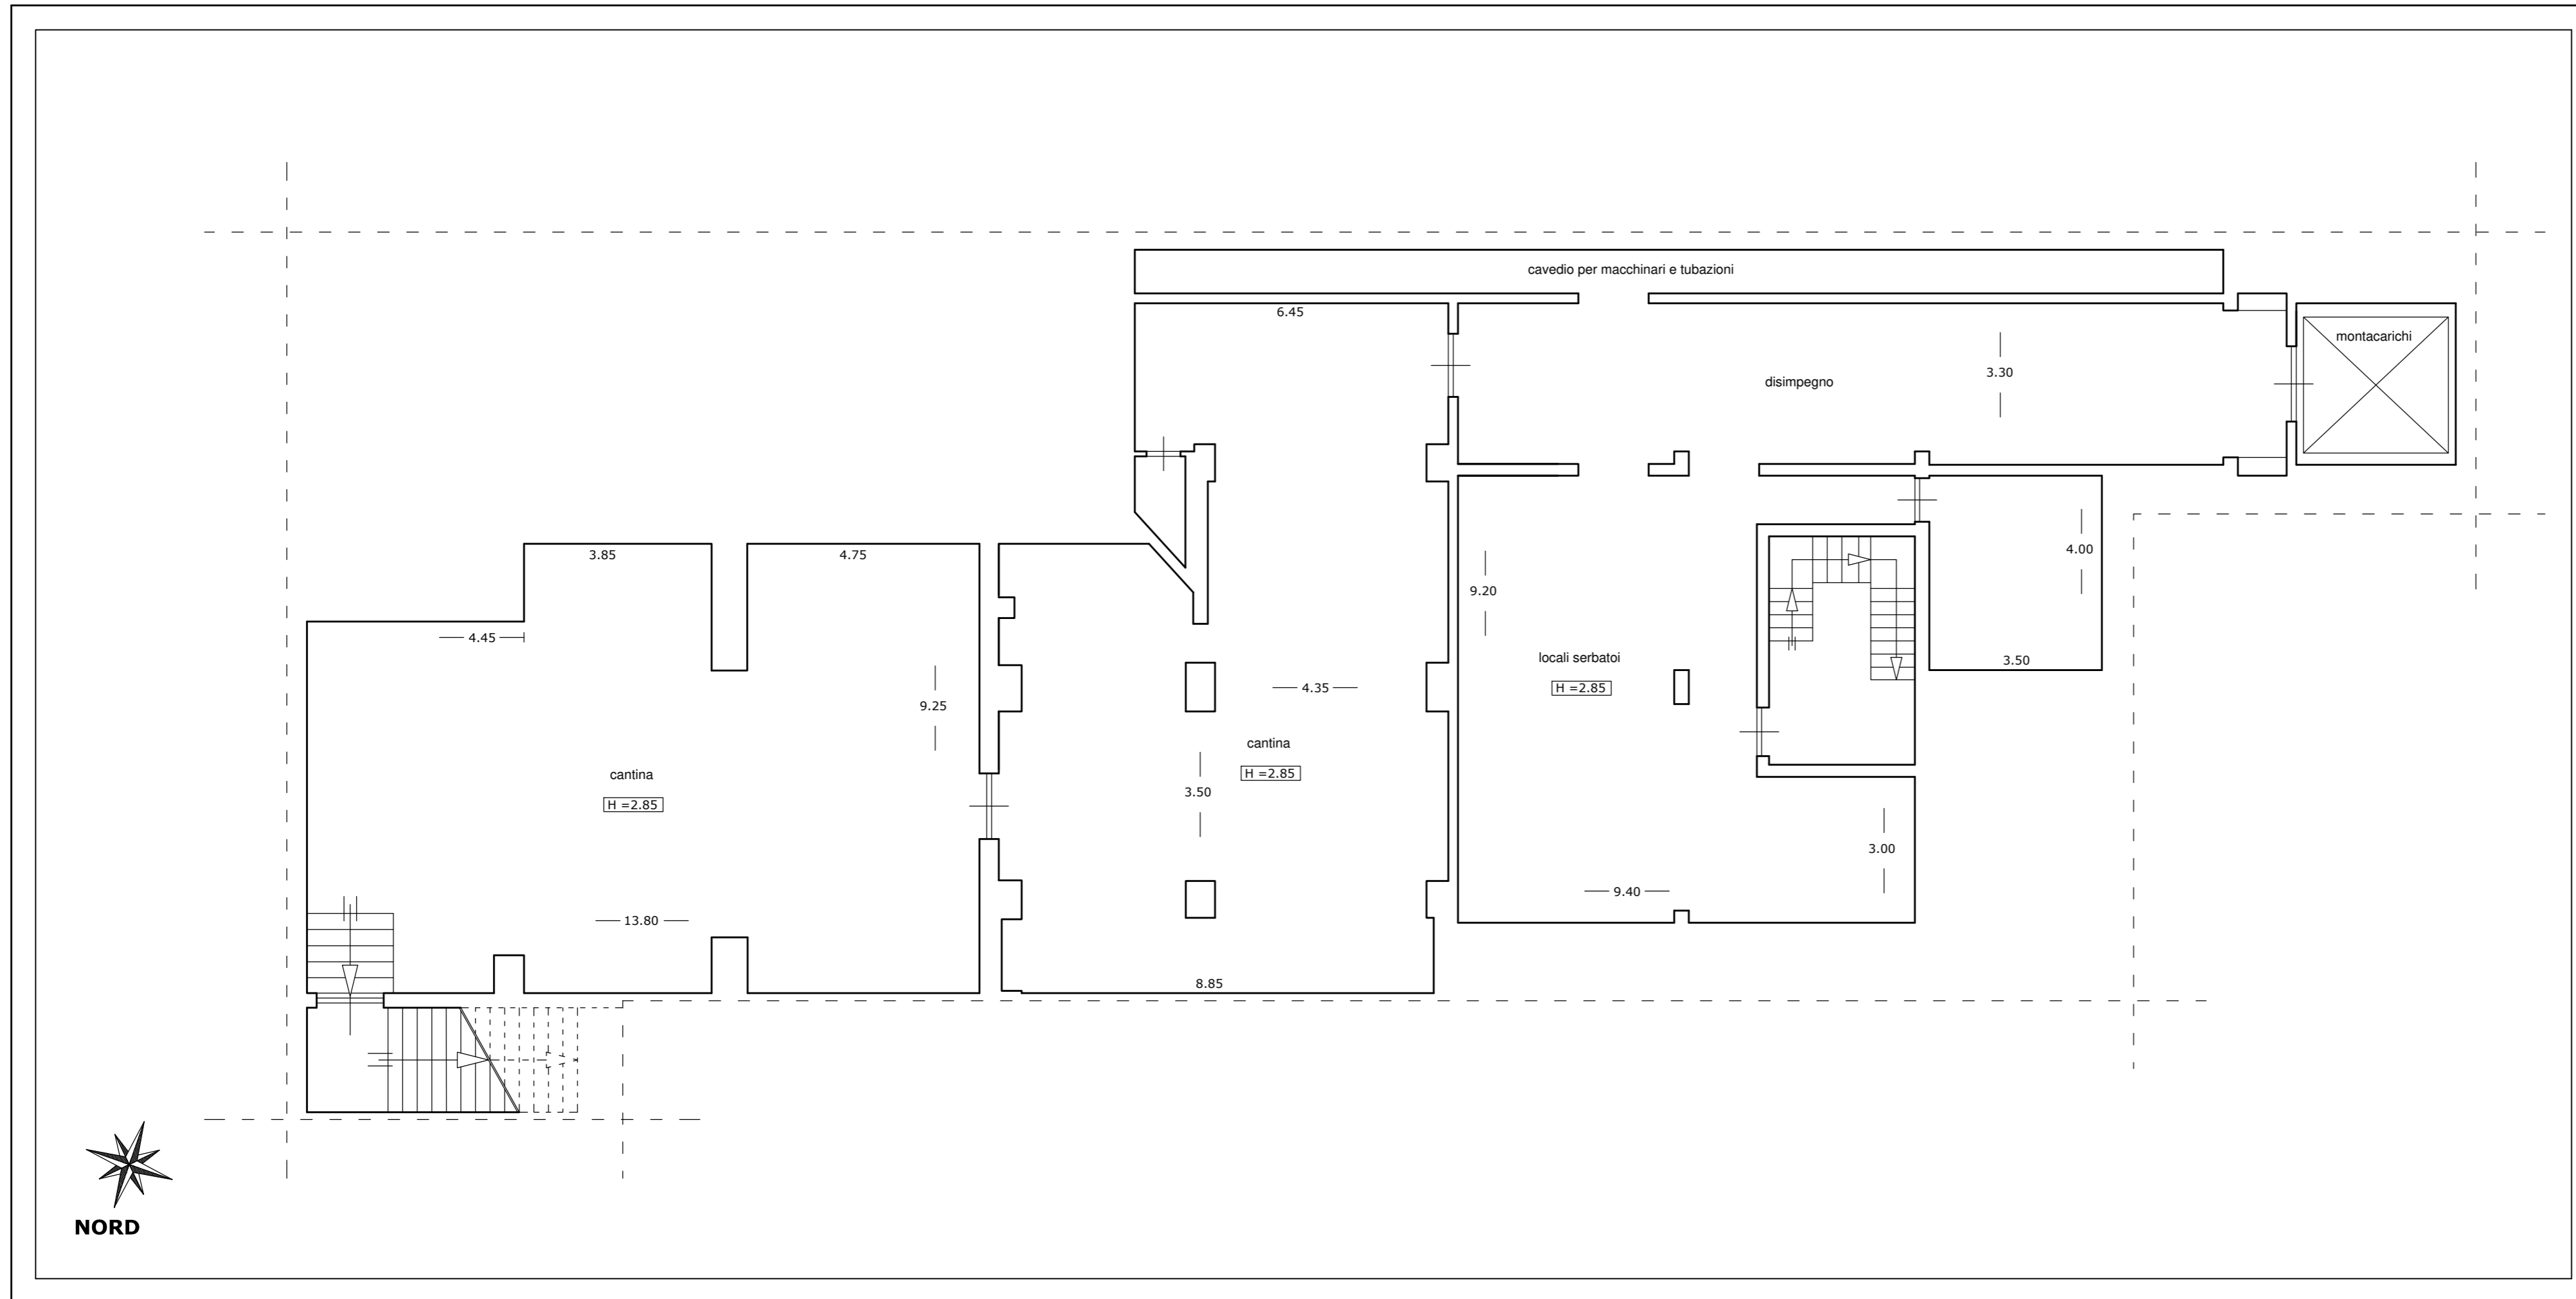 cavedio per macchinari e tubazioni
6.45
montacarichi
3.30
disimpegno
3.85
4.75
4.00
9.20
4.45
locali serbatoi
3.50
H =2.85
4.35
9.25
cantina
H =2.85
cantina
3.50
H =2.85
3.00
9.40
13.80
8.85
NORD